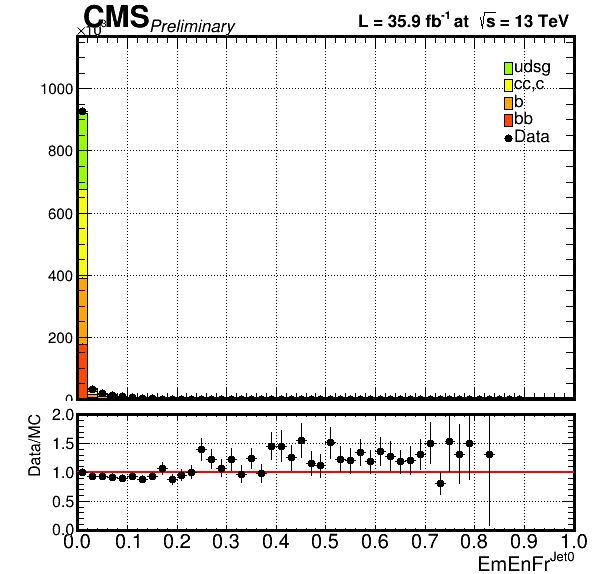 CMS Preliminary L = 35.9 fb⁻¹ at √s = 13 TeV
×10³
1000
800
600
400
200
0
udsg
cc,c
b
bb
Data
Data/MC
2.0
1.5
1.0
0.5
0.0
0.0 0.1 0.2 0.3 0.4 0.5 0.6 0.7 0.8 0.9 1.0
EmEnFr^Jet0